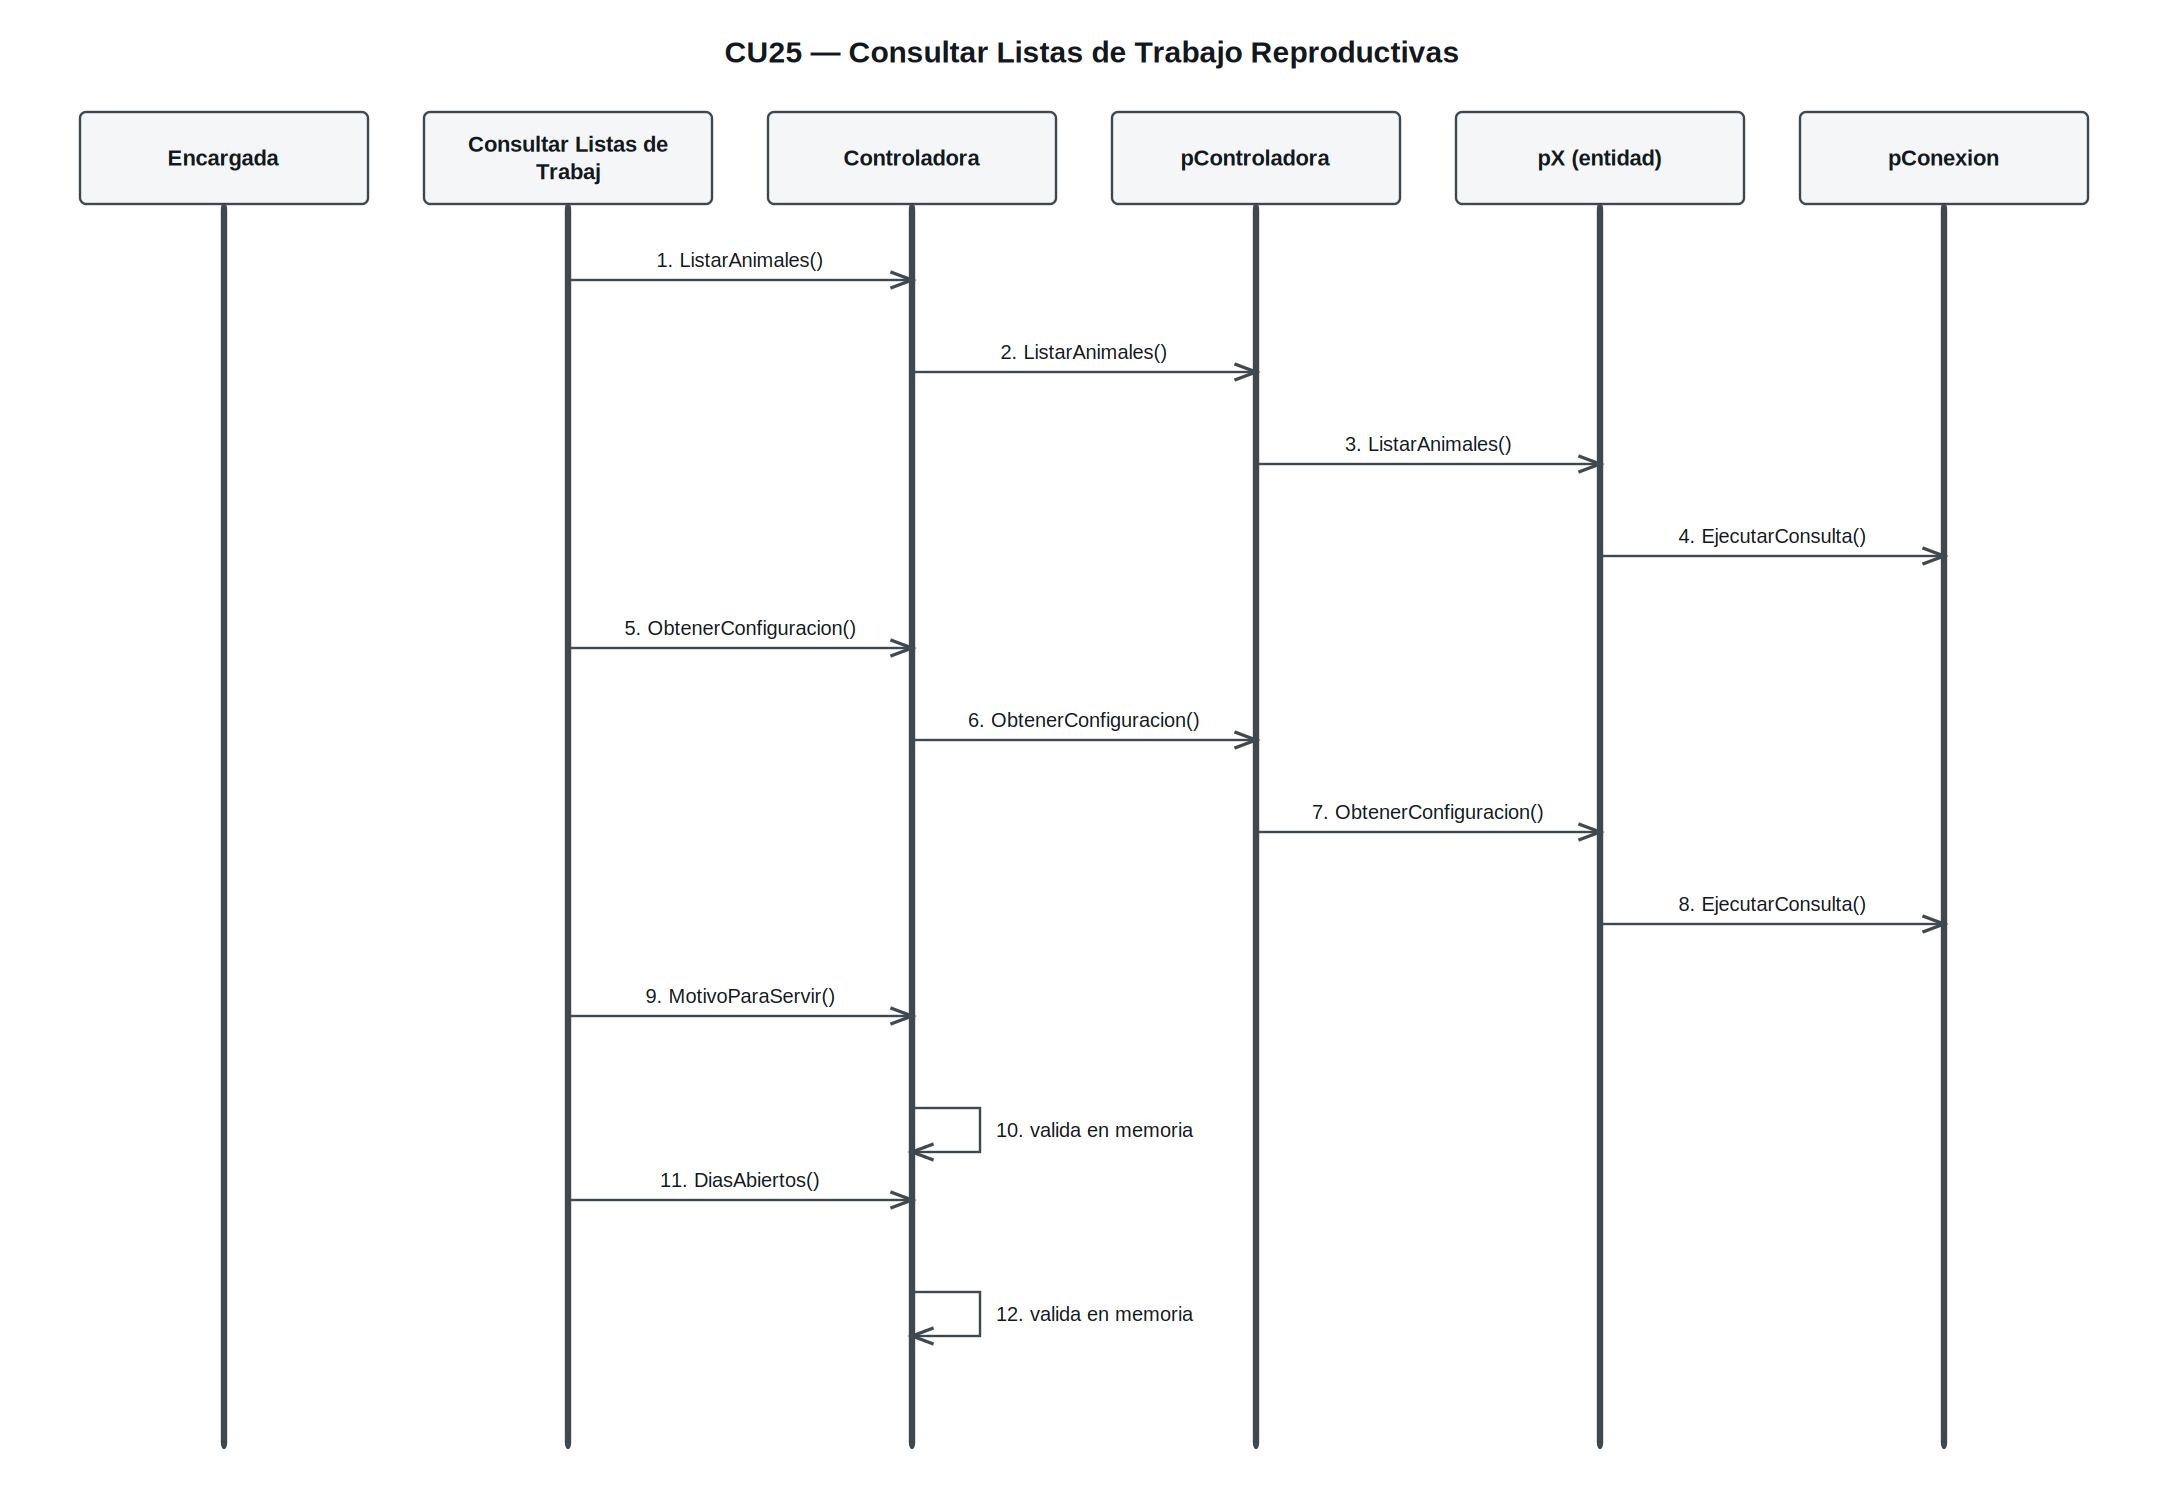 CU25 — Consultar Listas de Trabajo Reproductivas
Encargada
Consultar Listas de
Trabaj
Controladora
pControladora
pX (entidad)
pConexion
1. ListarAnimales()
2. ListarAnimales()
3. ListarAnimales()
4. EjecutarConsulta()
5. ObtenerConfiguracion()
6. ObtenerConfiguracion()
7. ObtenerConfiguracion()
8. EjecutarConsulta()
9. MotivoParaServir()
10. valida en memoria
11. DiasAbiertos()
12. valida en memoria